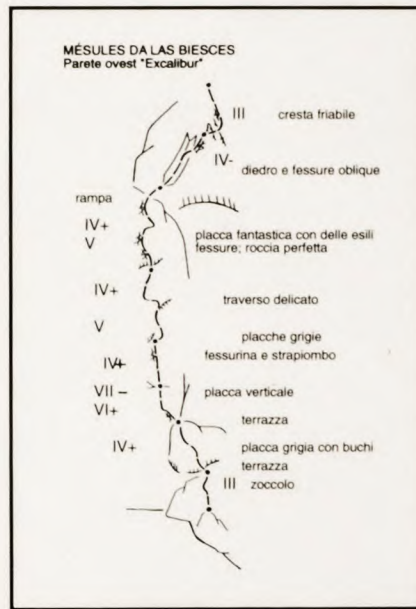 MÉSULES DA LAS BIESCES
Parete ovest "Excalibur"
III cresta friabile
IV-
diedro e fessure oblique
rampa
IV+
V
placca fantastica con delle esili
fessure; roccia perfetta
IV+
traverso delicato
V
placche grigie
IV+
fessurina e strapiombo
VII –
placca verticale
VI+
terrazza
IV+
placca grigia con buchi
terrazza
III zoccolo